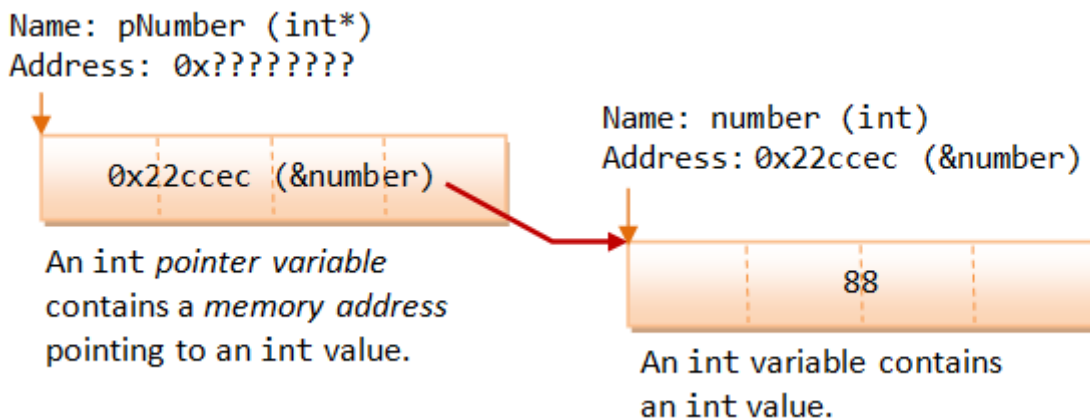 Name: pNumber (int*)
Address: 0x????????
0x22ccec (&number)
An int pointer variable
contains a memory address
pointing to an int value.
Name: number (int)
Address: 0x22ccec (&number)
88
An int variable contains
an int value.